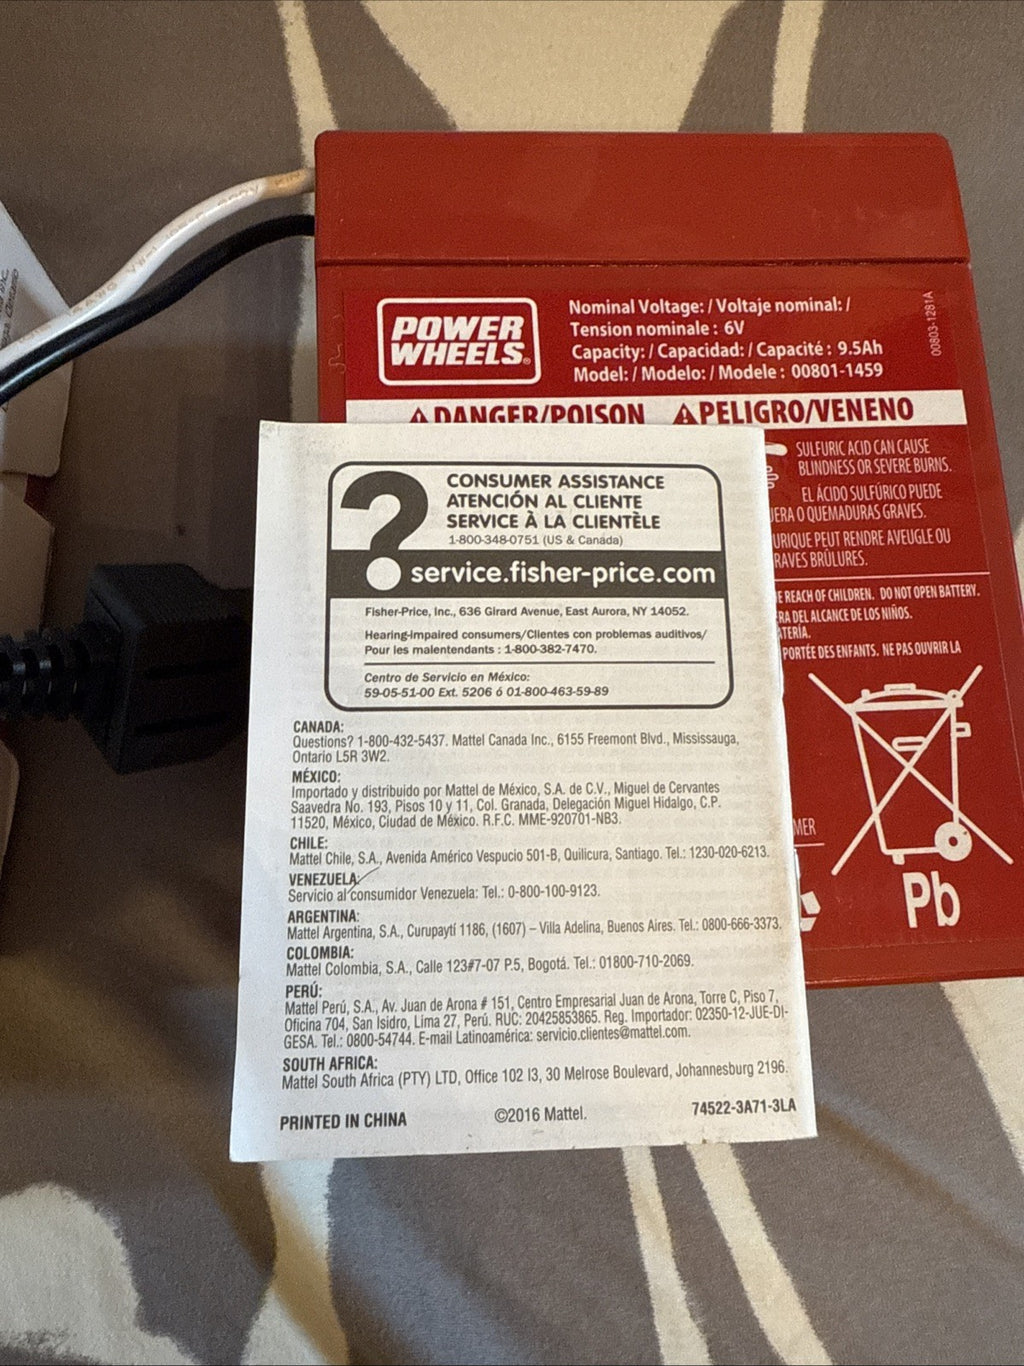 POWER
WHEELS®
Nominal Voltage: / Voltaje nominal: /
Tension nominale : 6V
Capacity: / Capacidad: / Capacité : 9.5Ah
Model: / Modelo: / Modele : 00801-1459
00803-1281A
DANGER/POISON PELIGRO/VENENO
SULFURIC ACID CAN CAUSE
BLINDNESS OR SEVERE BURNS.
EL ÁCIDO SULFÚRICO PUEDE
O QUEMADURAS GRAVES.
PEUT RENDRE AVEUGLE OU
BRÛLURES.
REACH OF CHILDREN. DO NOT OPEN BATTERY.
DEL ALCANCE DE LOS NIÑOS.
PORTÉE DES ENFANTS. NE PAS OUVRIR LA
Pb
?
CONSUMER ASSISTANCE
ATENCIÓN AL CLIENTE
SERVICE À LA CLIENTÈLE
1-800-348-0751 (US & Canada)
service.fisher-price.com
Fisher-Price, Inc., 636 Girard Avenue, East Aurora, NY 14052.
Hearing-impaired consumers/Clientes con problemas auditivos/
Pour les malentendants : 1-800-382-7470.
Centro de Servicio en México:
59-05-51-00 Ext. 5206 ó 01-800-463-59-89
CANADA:
Questions? 1-800-432-5437. Mattel Canada Inc., 6155 Freemont Blvd., Mississauga,
Ontario L5R 3W2.
MÉXICO:
Importado y distribuido por Mattel de México, S.A. de C.V., Miguel de Cervantes
Saavedra No. 193, Pisos 10 y 11, Col. Granada, Delegación Miguel Hidalgo, C.P.
11520, México, Ciudad de México. R.F.C. MME-920701-NB3.
CHILE:
Mattel Chile, S.A., Avenida Américo Vespucio 501-B, Quilicura, Santiago. Tel.: 1230-020-6213.
VENEZUELA:
Servicio al consumidor Venezuela: Tel.: 0-800-100-9123.
ARGENTINA:
Mattel Argentina, S.A., Curupaytí 1186, (1607) – Villa Adelina, Buenos Aires. Tel.: 0800-666-3373.
COLOMBIA:
Mattel Colombia, S.A., Calle 123#7-07 P.5, Bogotá. Tel.: 01800-710-2069.
PERÚ:
Mattel Perú, S.A., Av. Juan de Arona # 151, Centro Empresarial Juan de Arona, Torre C, Piso 7,
Oficina 704, San Isidro, Lima 27, Perú. RUC: 20425853865. Reg. Importador: 02350-12-JUE-DI-
GESA. Tel.: 0800-54744. E-mail Latinoamérica: servicio.clientes@mattel.com.
SOUTH AFRICA:
Mattel South Africa (PTY) LTD, Office 102 I3, 30 Melrose Boulevard, Johannesburg 2196.
PRINTED IN CHINA ©2016 Mattel. 74522-3A71-3LA